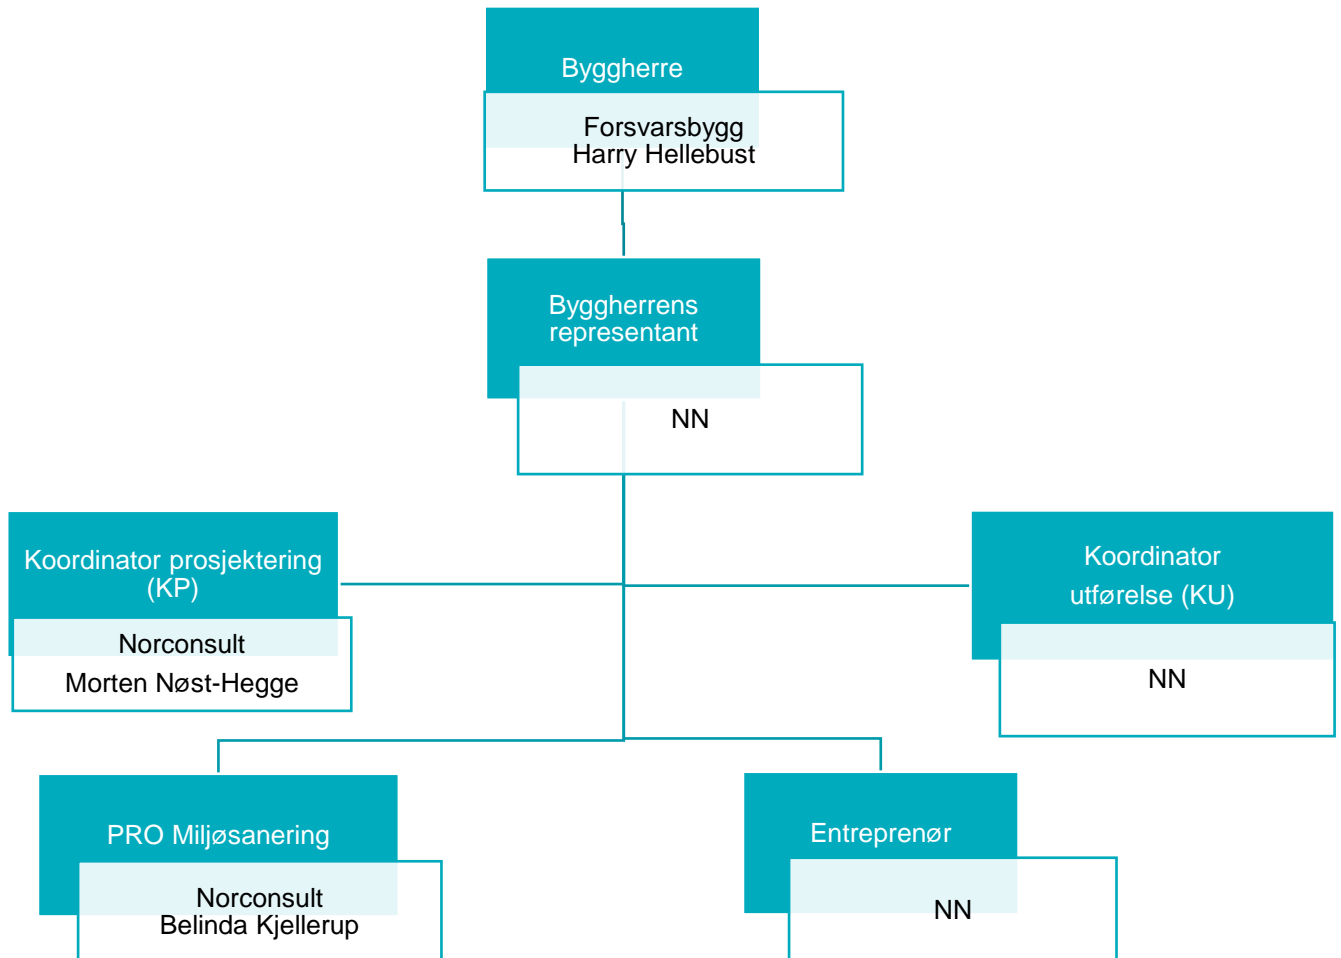 Byggherre
Forsvarsbygg
Harry Hellebust
Byggherrens
representant
NN
Koordinator prosjektering
(KP)
Norconsult
Morten Nøst-Hegge
Koordinator
utførelse (KU)
NN
PRO Miljøsanering
Norconsult
Belinda Kjellerup
Entreprenør
NN